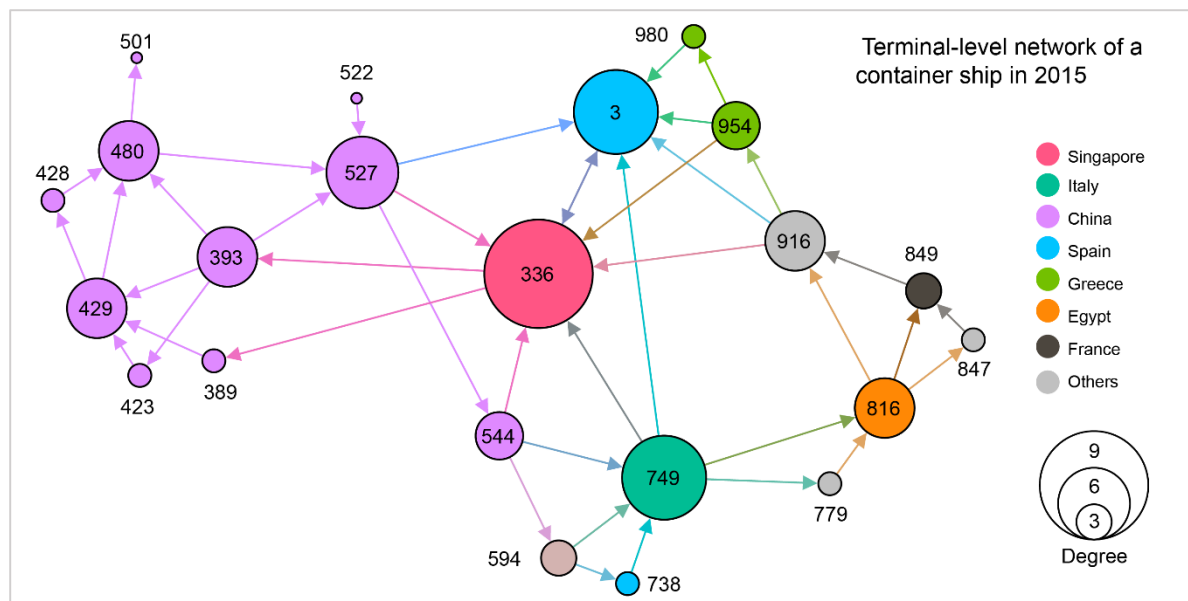 501
980
Terminal-level network of a
container ship in 2015
522
3
954
480
527
Singapore
428
Italy
China
393
916
Spain
336
849
Greece
429
Egypt
France
847
389
Others
423
816
544
9
749
6
779
3
594
Degree
738